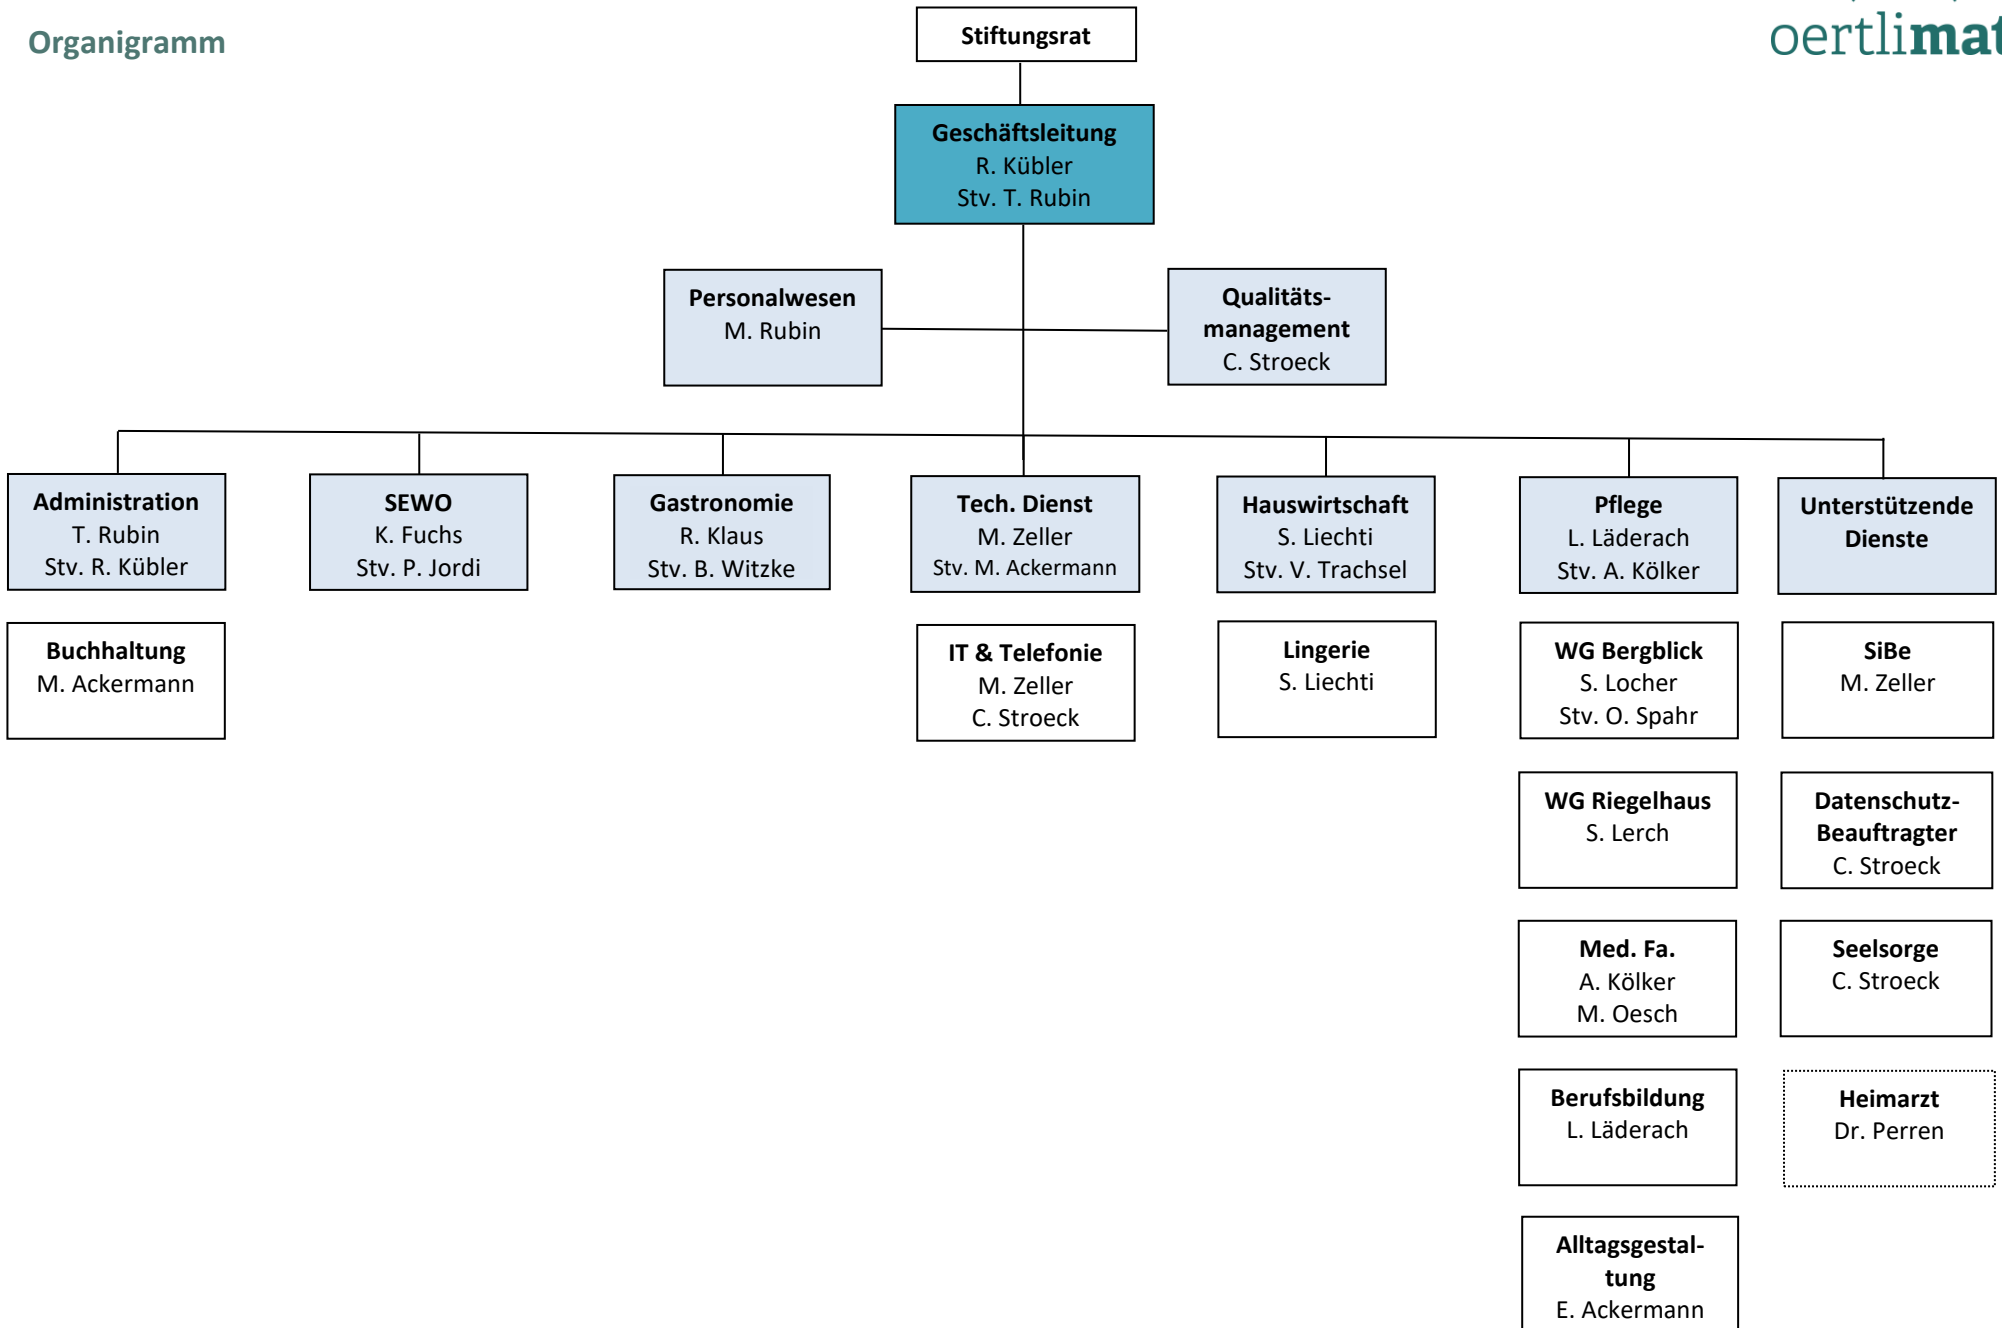 Organigramm
oertlimat
Stiftungsrat
Geschäftsleitung
R. Kübler
Stv. T. Rubin
Personalwesen
M. Rubin
Qualitäts-
management
C. Stroeck
Administration
T. Rubin
Stv. R. Kübler
SEWO
K. Fuchs
Stv. P. Jordi
Gastronomie
R. Klaus
Stv. B. Witzke
Tech. Dienst
M. Zeller
Stv. M. Ackermann
Hauswirtschaft
S. Liechti
Stv. V. Trachsel
Pflege
L. Läderach
Stv. A. Kölker
Unterstützende
Dienste
Buchhaltung
M. Ackermann
IT & Telefonie
M. Zeller
C. Stroeck
Lingerie
S. Liechti
WG Bergblick
S. Locher
Stv. O. Spahr
SiBe
M. Zeller
WG Riegelhaus
S. Lerch
Datenschutz-
Beauftragter
C. Stroeck
Med. Fa.
A. Kölker
M. Oesch
Seelsorge
C. Stroeck
Berufsbildung
L. Läderach
Heimarzt
Dr. Perren
Alltagsgestal-
tung
E. Ackermann